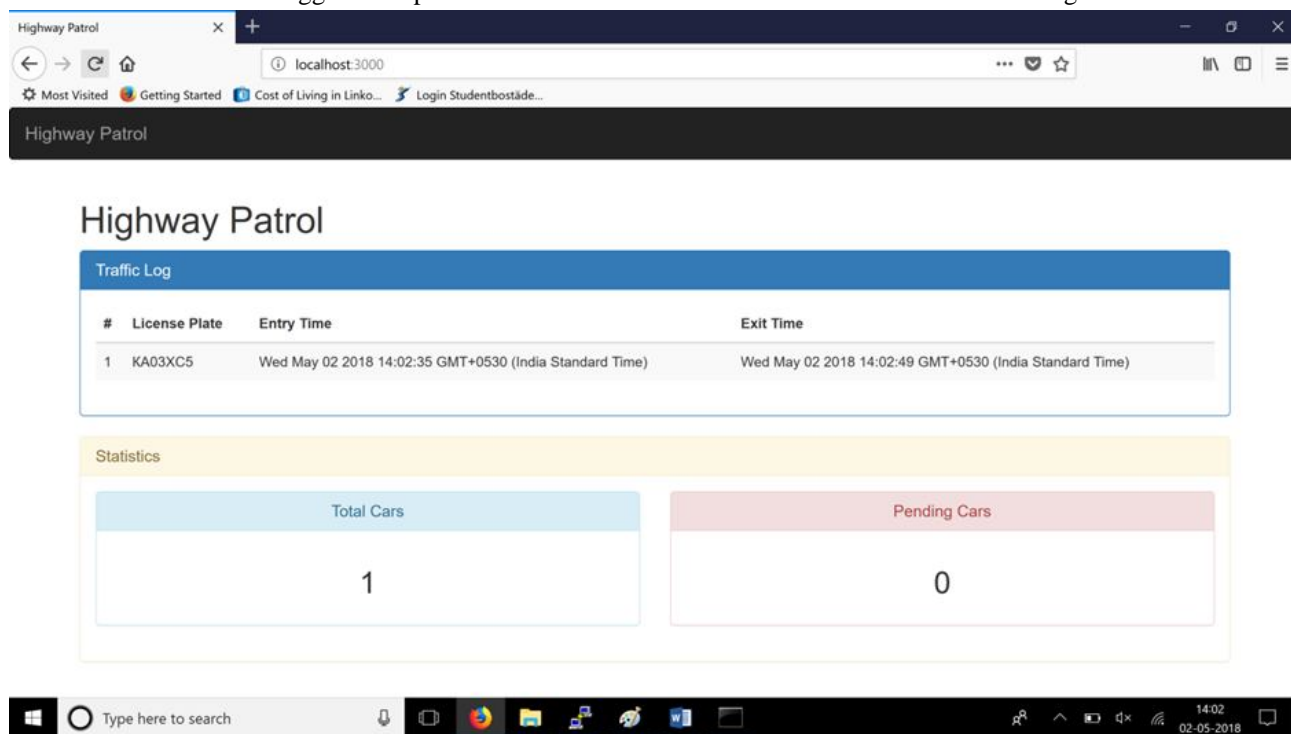 Highway Patrol
localhost:3000
Most Visited Getting Started Cost of Living in Linko... Login Studentbostäde...
Highway Patrol
Highway Patrol
Traffic Log
# License Plate Entry Time Exit Time
1 KA03XC5 Wed May 02 2018 14:02:35 GMT+0530 (India Standard Time) Wed May 02 2018 14:02:49 GMT+0530 (India Standard Time)
Statistics
Total Cars Pending Cars
1 0
Type here to search
14:02
02-05-2018